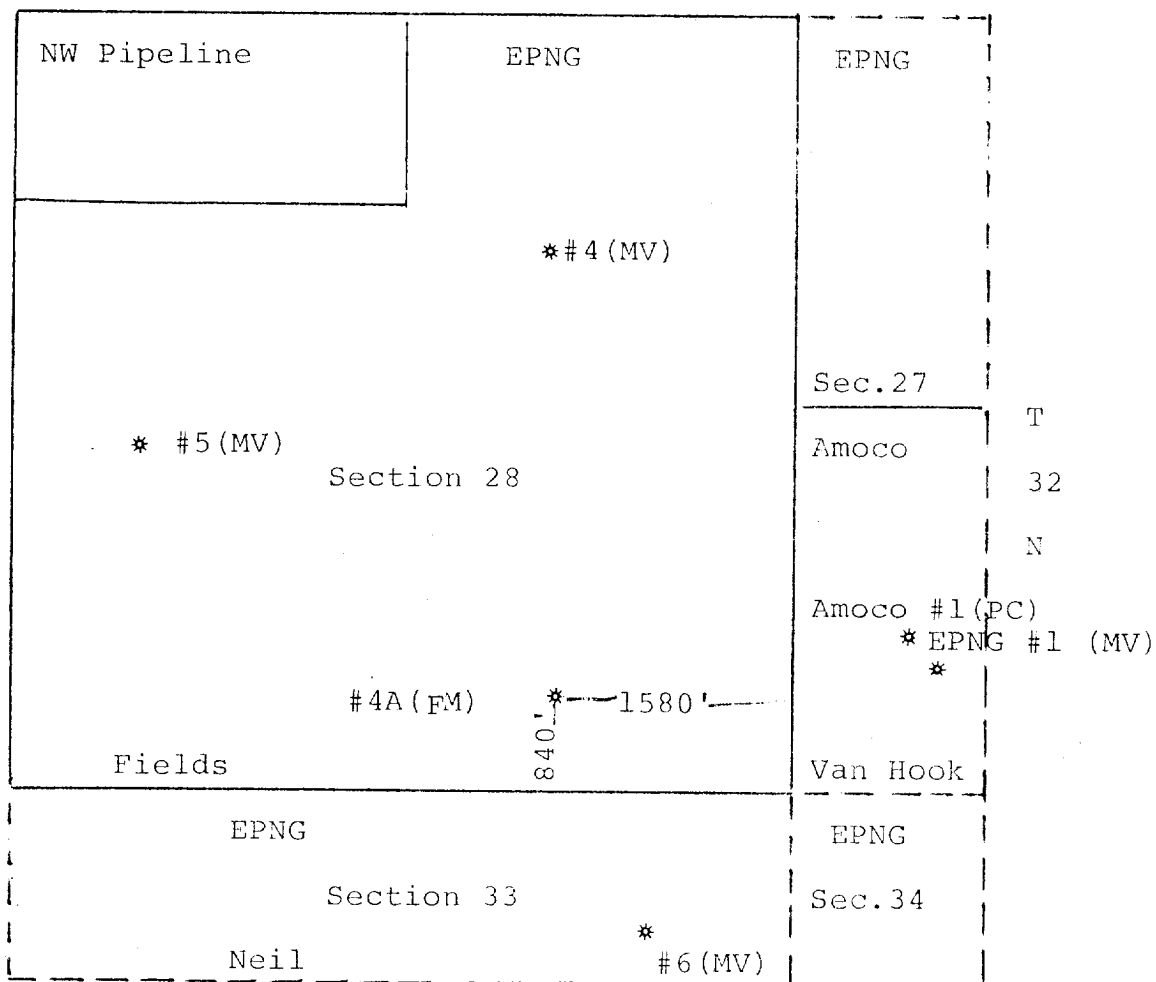 NW Pipeline EPNG EPNG
#4(MV)
Sec.27
T
#5(MV) Amoco
Section 28 32
N
Amoco #1(PC)
EPNG #1 (MV)
#4A(FM) 1580'
840'
Fields Van Hook
EPNG EPNG
Section 33 Sec.34
Neil #6(MV)